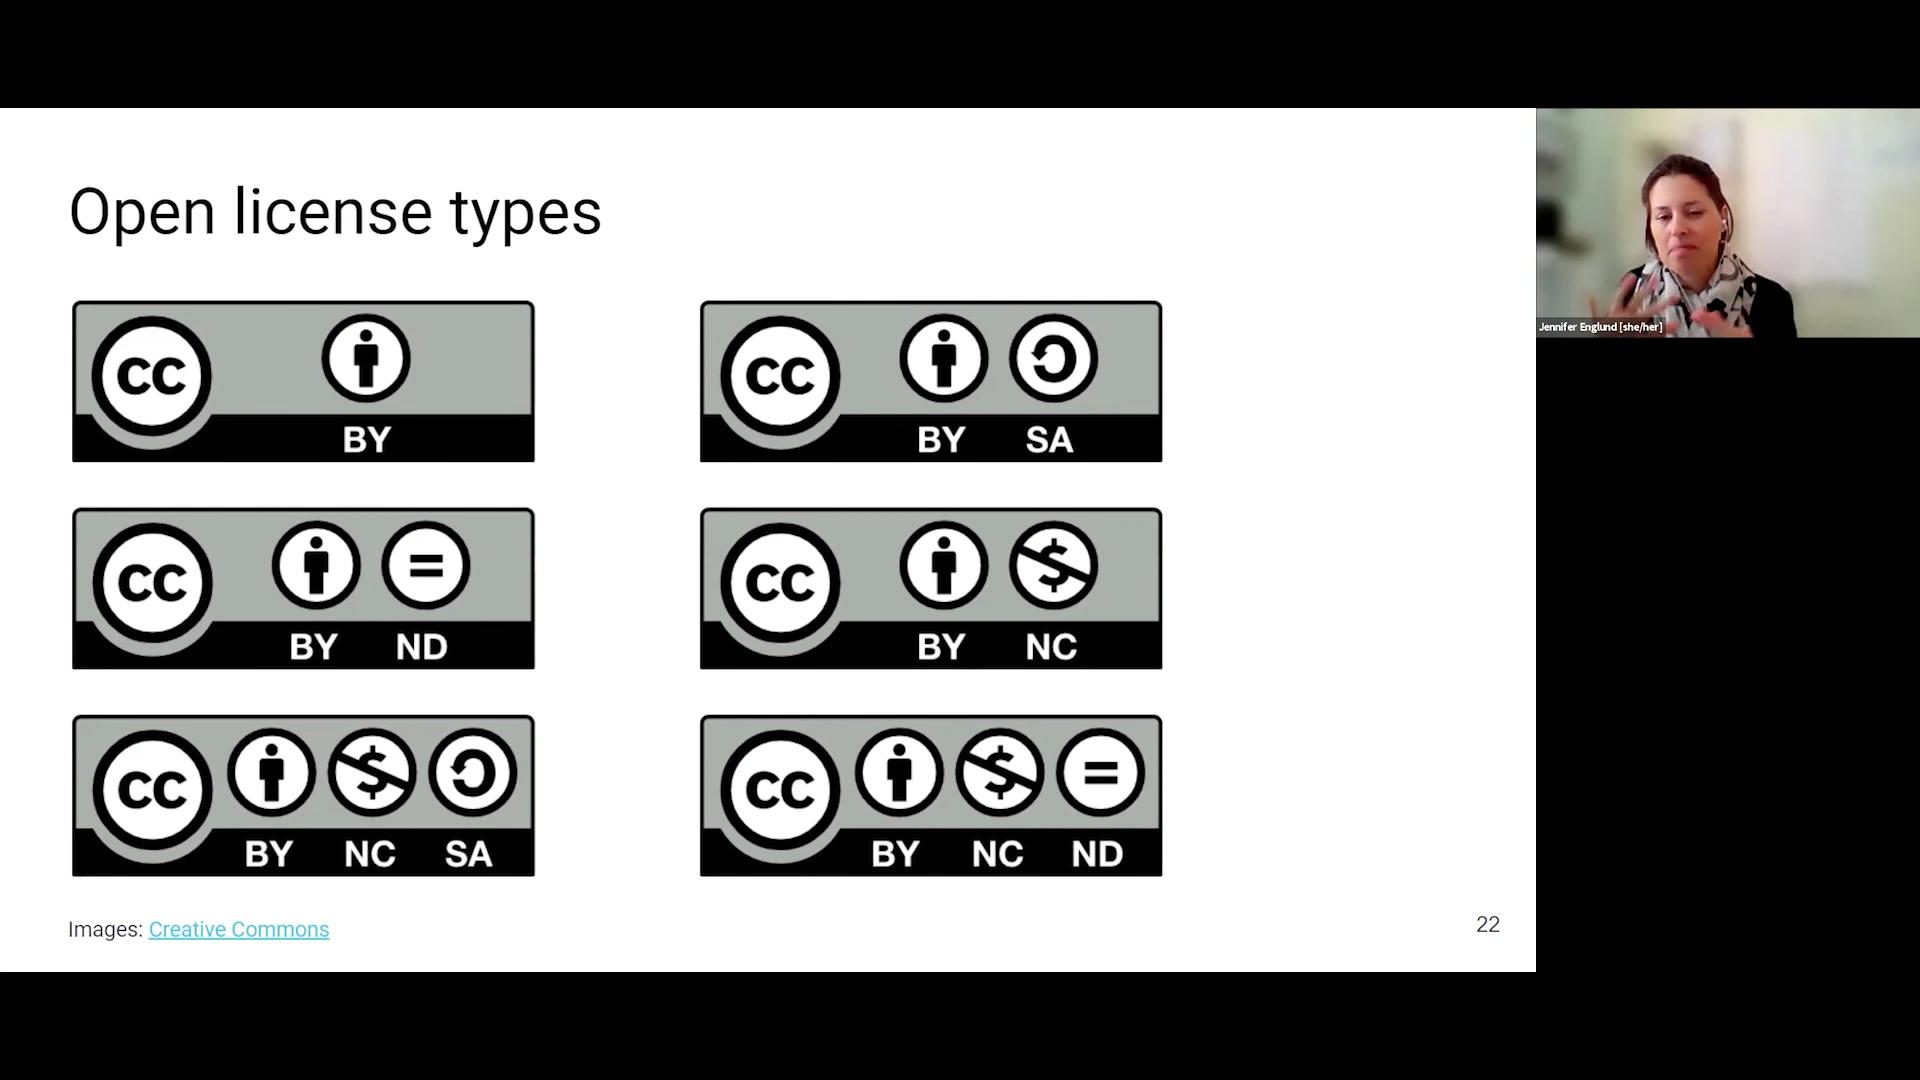 Open license types
CC BY
CC BY SA
CC BY ND
CC BY NC
CC BY NC SA
CC BY NC ND
Images: Creative Commons
22
Jennifer Englund [she/her]